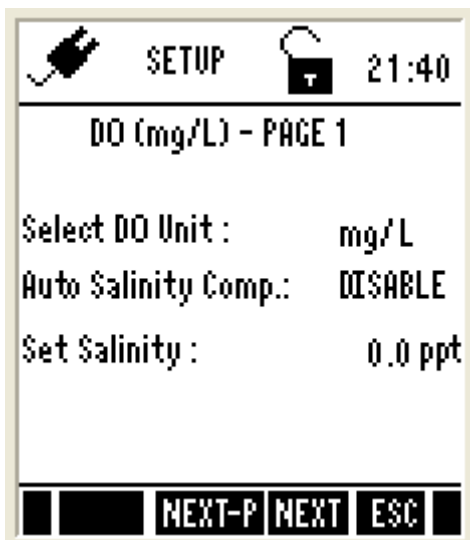 SETUP 21:40
DO (mg/L) - PAGE 1
Select DO Unit : mg/L
Auto Salinity Comp.: DISABLE
Set Salinity : 0.0 ppt
NEXT-P NEXT ESC